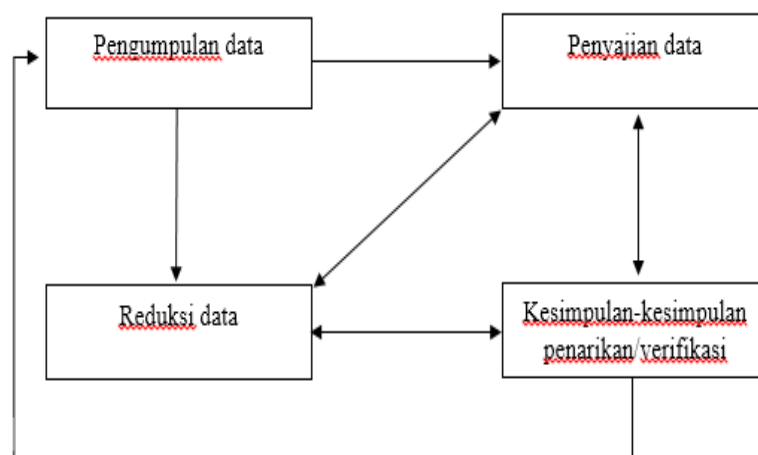 Pengumpulan data
Penyajian data
Reduksi data
Kesimpulan-kesimpulan
penarikan/verifikasi